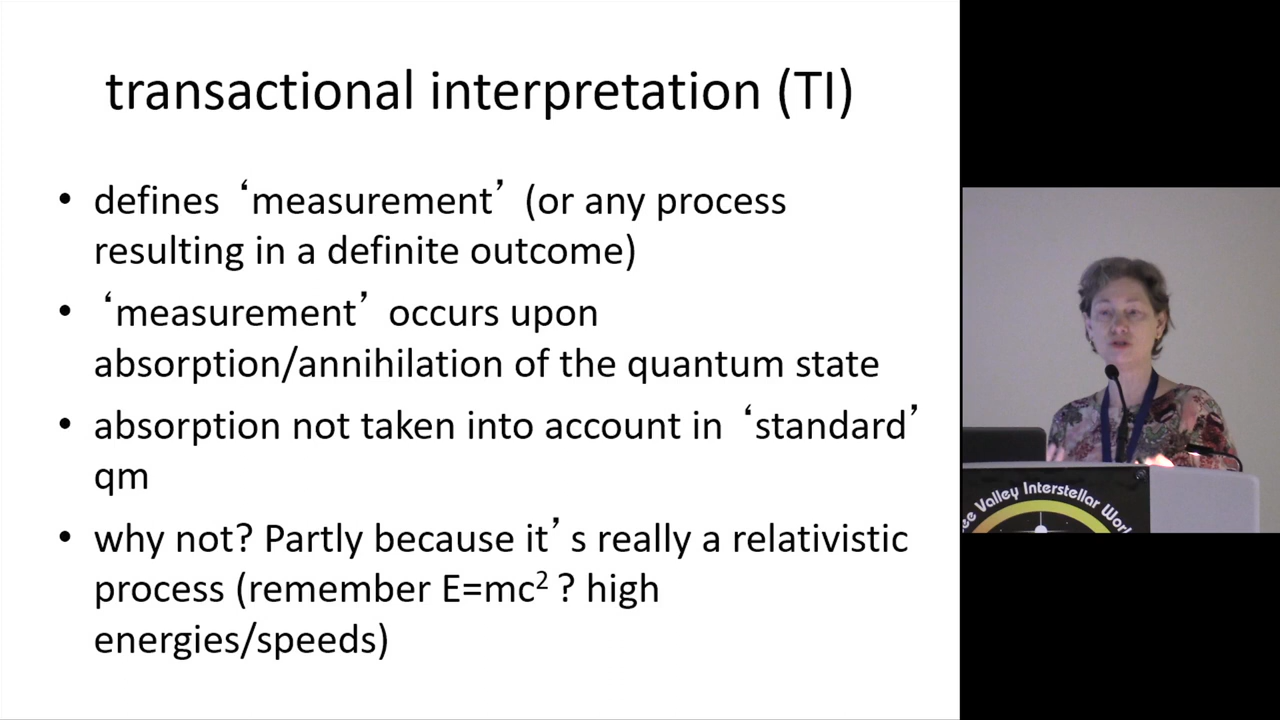 transactional interpretation (TI)
• defines ‘measurement’ (or any process
resulting in a definite outcome)
• ‘measurement’ occurs upon
absorption/annihilation of the quantum state
• absorption not taken into account in ‘standard’
qm
• why not? Partly because it’s really a relativistic
process (remember E=mc² ? high
energies/speeds)
Valley Interstellar